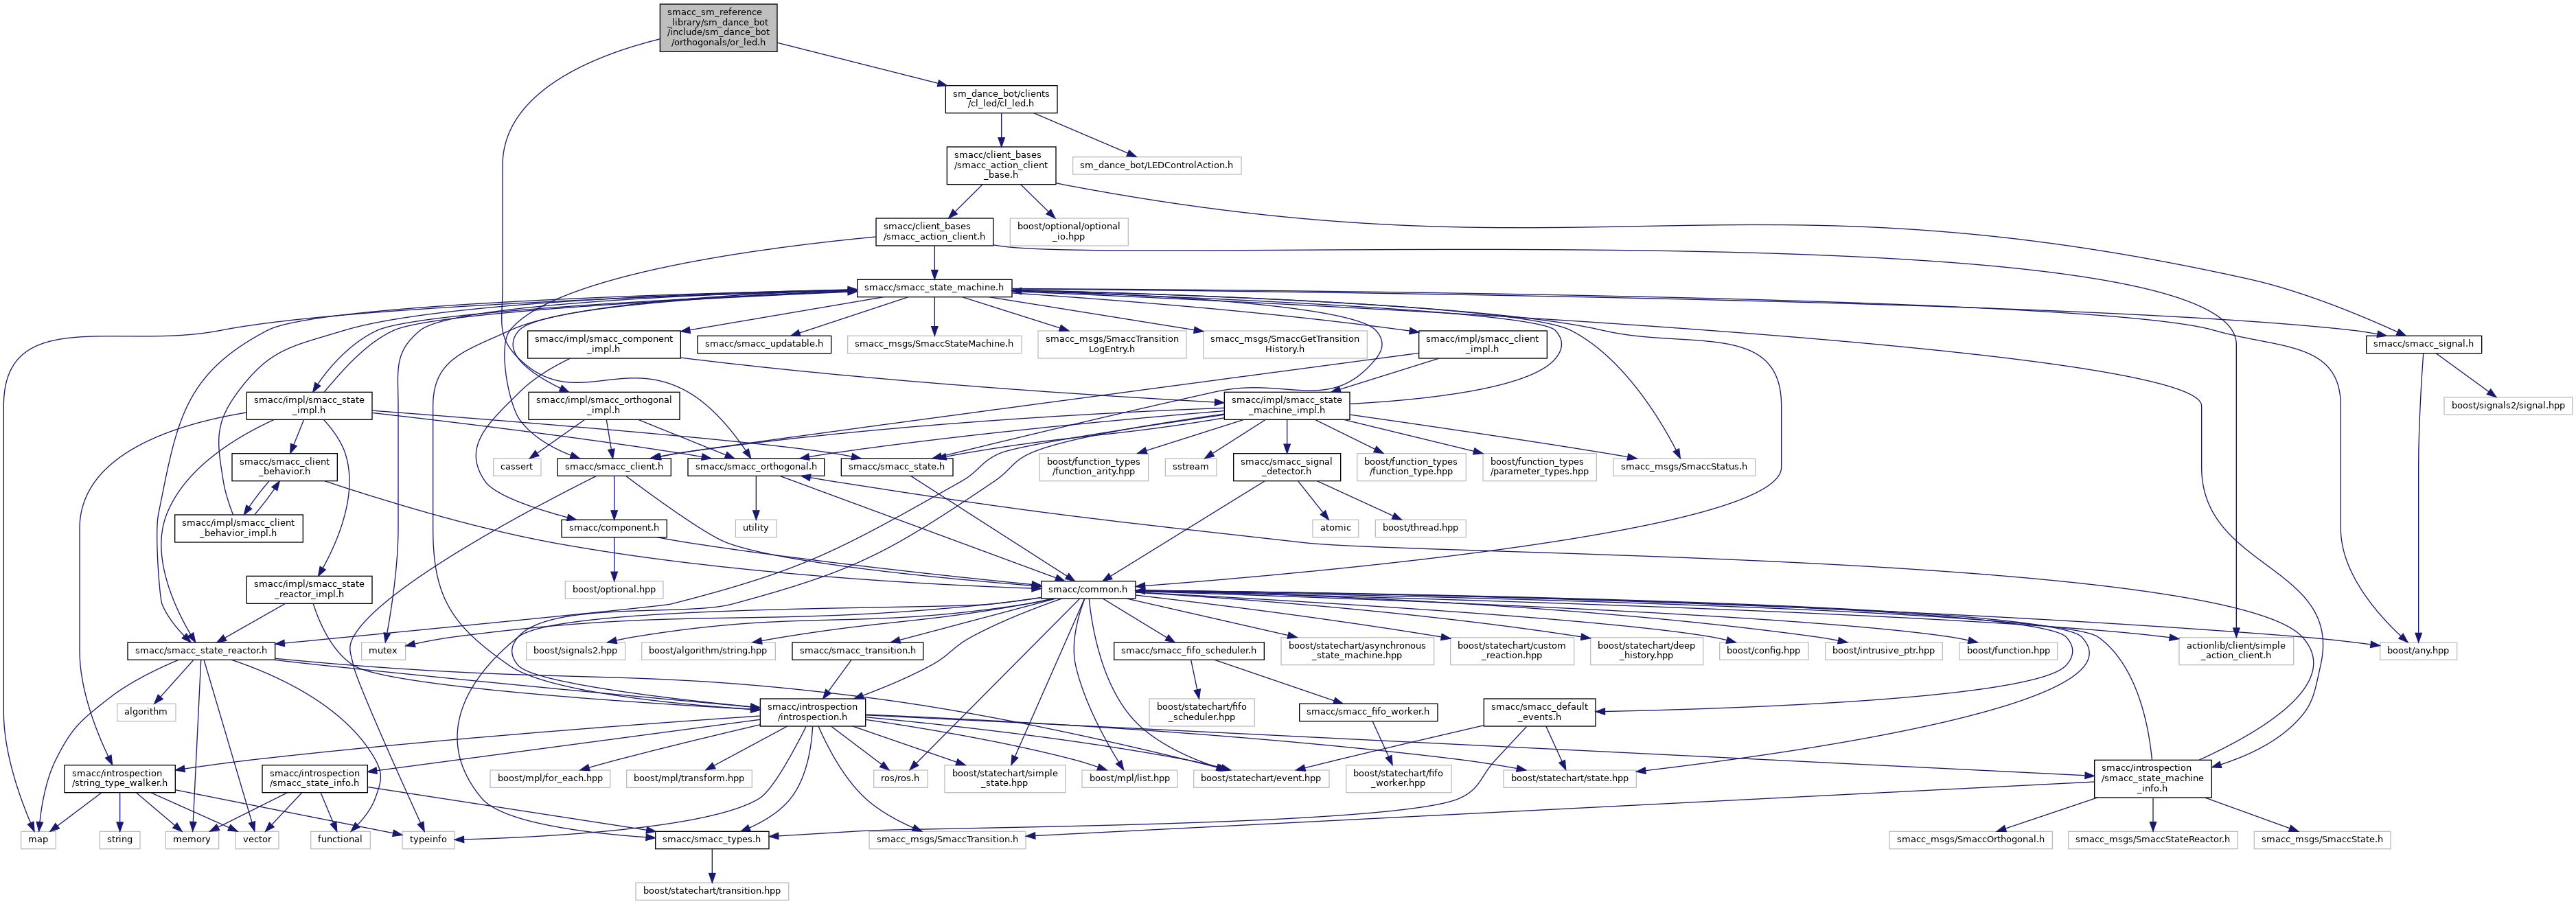 smacc_sm_reference
_library/sm_dance_bot
/include/sm_dance_bot
/orthogonals/or_led.h
sm_dance_bot/clients
/cl_led/cl_led.h
smacc/client_bases
/smacc_action_client
_base.h
sm_dance_bot/LEDControlAction.h
smacc/client_bases
/smacc_action_client.h
boost/optional/optional
_io.hpp
smacc/smacc_state_machine.h
smacc/impl/smacc_component
_impl.h
smacc/smacc_updatable.h
smacc_msgs/SmaccStateMachine.h
smacc_msgs/SmaccTransition
LogEntry.h
smacc_msgs/SmaccGetTransition
History.h
smacc/impl/smacc_client
_impl.h
smacc/smacc_signal.h
smacc/impl/smacc_state
_impl.h
smacc/impl/smacc_orthogonal
_impl.h
smacc/impl/smacc_state
_machine_impl.h
boost/signals2/signal.hpp
smacc/smacc_client
_behavior.h
cassert
smacc/smacc_client.h
smacc/smacc_orthogonal.h
smacc/smacc_state.h
boost/function_types
/function_arity.hpp
sstream
smacc/smacc_signal
_detector.h
boost/function_types
/function_type.hpp
boost/function_types
/parameter_types.hpp
smacc_msgs/SmaccStatus.h
smacc/impl/smacc_client
_behavior_impl.h
smacc/component.h
utility
atomic
boost/thread.hpp
smacc/impl/smacc_state
_reactor_impl.h
boost/optional.hpp
smacc/common.h
smacc/smacc_state_reactor.h
mutex
boost/signals2.hpp
boost/algorithm/string.hpp
smacc/smacc_transition.h
smacc/smacc_fifo_scheduler.h
boost/statechart/asynchronous
_state_machine.hpp
boost/statechart/custom
_reaction.hpp
boost/statechart/deep
_history.hpp
boost/config.hpp
boost/intrusive_ptr.hpp
boost/function.hpp
actionlib/client/simple
_action_client.h
boost/any.hpp
algorithm
smacc/introspection
/introspection.h
boost/statechart/fifo
_scheduler.hpp
smacc/smacc_fifo_worker.h
smacc/smacc_default
_events.h
smacc/introspection
/string_type_walker.h
smacc/introspection
/smacc_state_info.h
boost/mpl/for_each.hpp
boost/mpl/transform.hpp
ros/ros.h
boost/statechart/simple
_state.hpp
boost/mpl/list.hpp
boost/statechart/event.hpp
boost/statechart/fifo
_worker.hpp
boost/statechart/state.hpp
smacc/introspection
/smacc_state_machine
_info.h
map
string
memory
vector
functional
typeinfo
smacc/smacc_types.h
smacc_msgs/SmaccTransition.h
smacc_msgs/SmaccOrthogonal.h
smacc_msgs/SmaccStateReactor.h
smacc_msgs/SmaccState.h
boost/statechart/transition.hpp